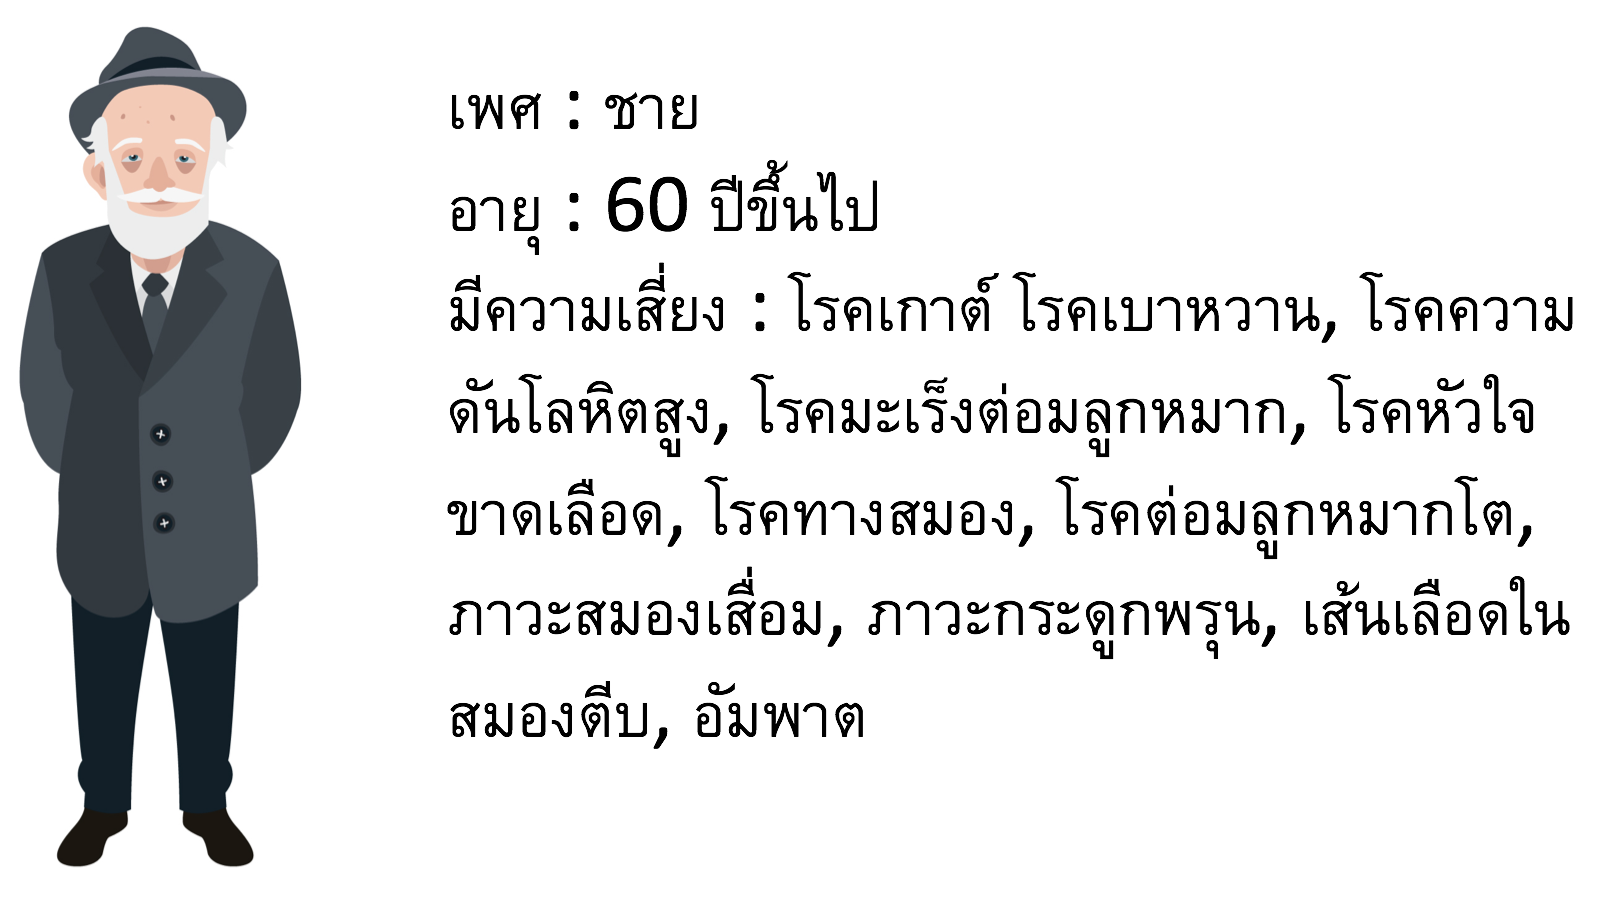 เพศ : ชาย
อายุ : 60 ปีขึ้นไป
มีความเสี่ยง : โรคเกาต์ โรคเบาหวาน, โรคความ
ดันโลหิตสูง, โรคมะเร็งต่อมลูกหมาก, โรคหัวใจ
ขาดเลือด, โรคทางสมอง, โรคต่อมลูกหมากโต,
ภาวะสมองเสื่อม, ภาวะกระดูกพรุน, เส้นเลือดใน
สมองตีบ, อัมพาต